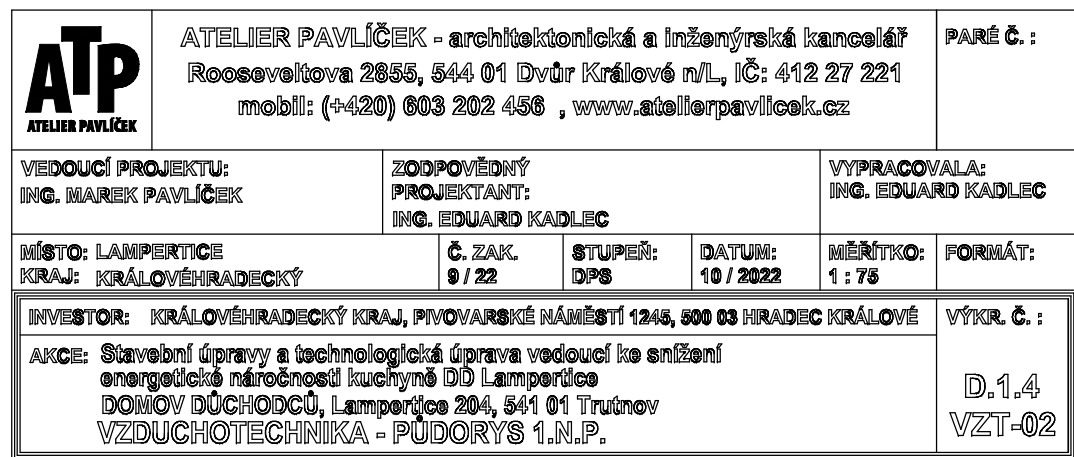 ATP
ATELIER PAVLÍČEK
ATELIER PAVLÍČEK - architektonická a inženýrská kancelář
Rooseveltova 2855, 544 01 Dvůr Králové n/L, IČ: 412 27 221
mobil: (+420) 603 202 456 , www.atelierpavlicek.cz
PARÉ Č. :
VEDOUCÍ PROJEKTU:
ING. MAREK PAVLÍČEK
ZODPOVĚDNÝ
PROJEKTANT:
ING. EDUARD KADLEC
VYPRACOVALA:
ING. EDUARD KADLEC
MÍSTO: LAMPERTICE
KRAJ: KRÁLOVÉHRADECKÝ
Č. ZAK.
9 / 22
STUPEŇ:
DPS
DATUM:
10 / 2022
MĚŘÍTKO:
1 : 75
FORMÁT:
INVESTOR: KRÁLOVÉHRADECKÝ KRAJ, PIVOVARSKÉ NÁMĚSTÍ 1245, 500 03 HRADEC KRÁLOVÉ
AKCE: Stavební úpravy a technologická úprava vedoucí ke snížení
energetické náročnosti kuchyně DD Lampertice
DOMOV DŮCHODCŮ, Lampertice 204, 541 01 Trutnov
VZDUCHOTECHNIKA - PŮDORYS 1.N.P.
VÝKR. Č. :
D.1.4
VZT-02